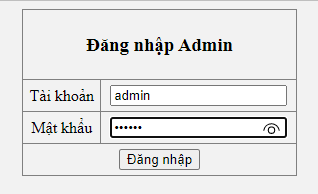 Đăng nhập Admin
Tài khoản admin
Mật khẩu ••••••
Đăng nhập